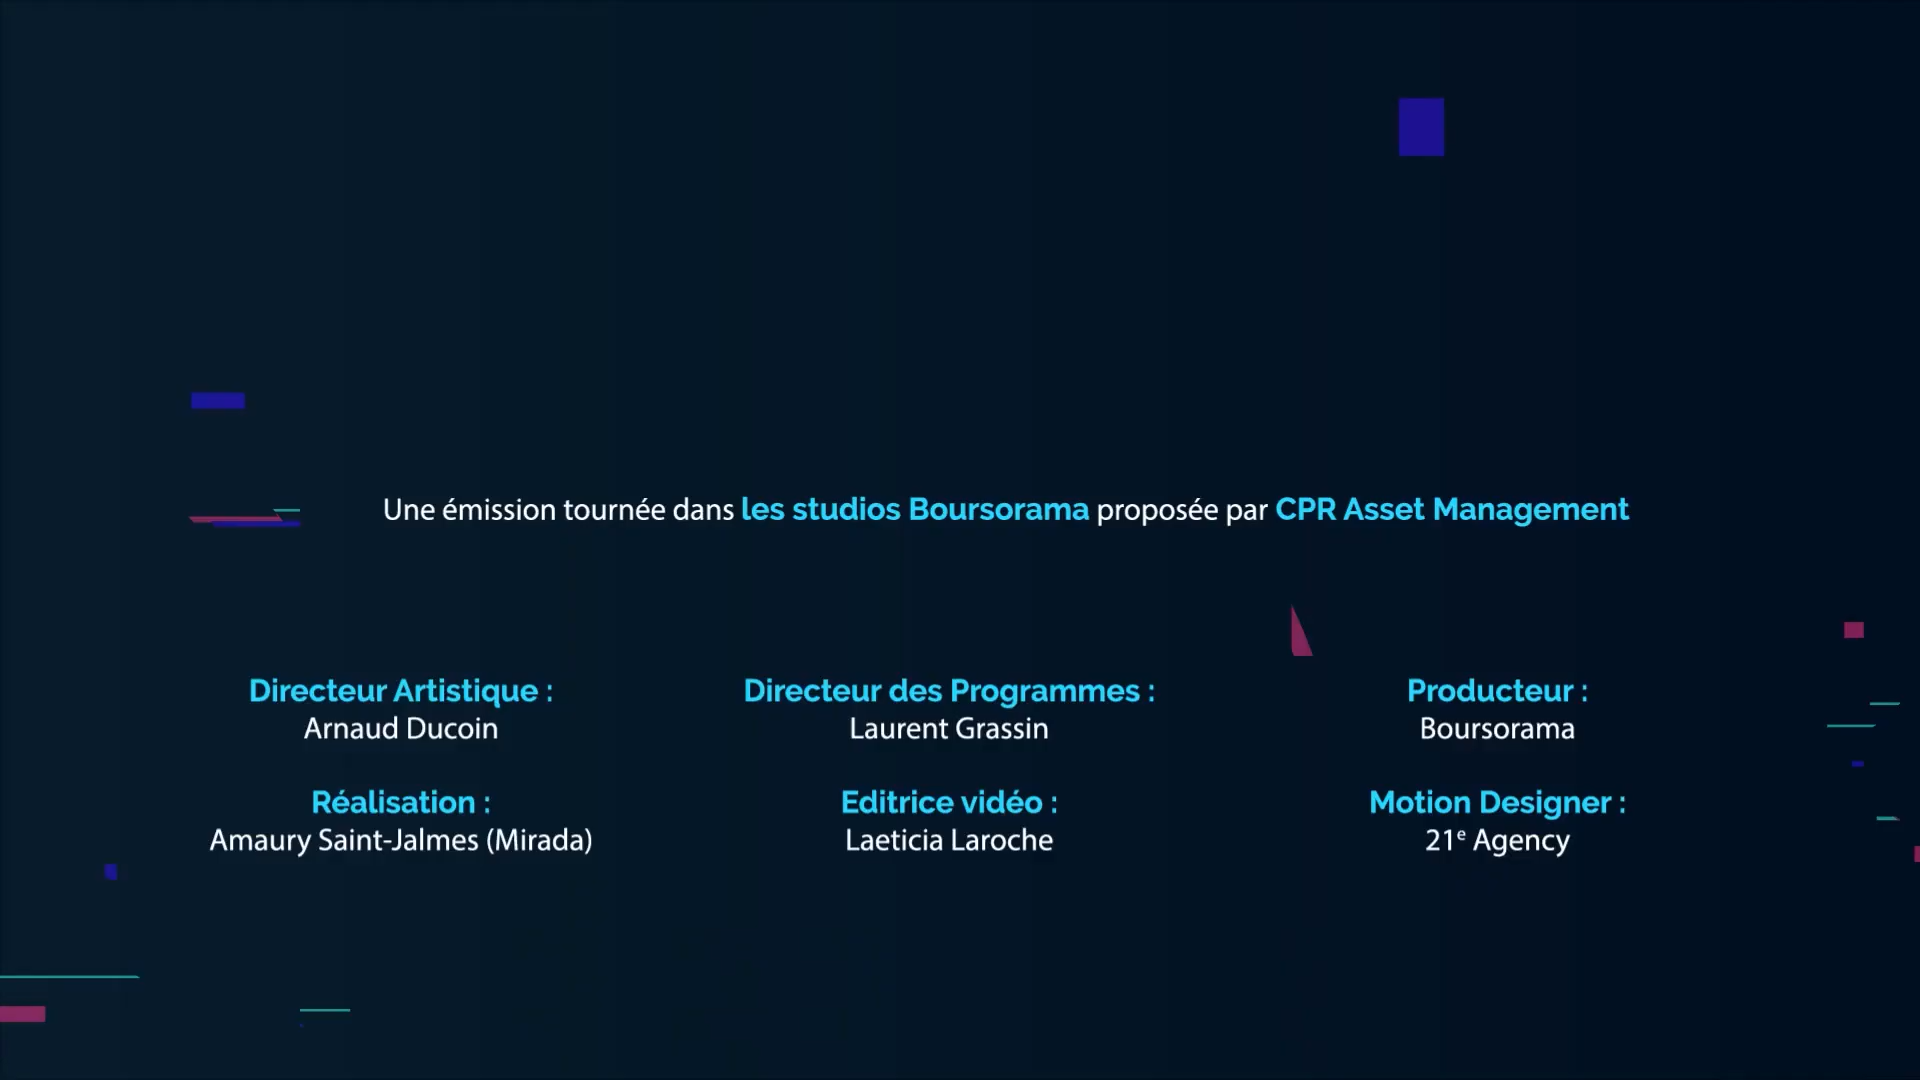 Une émission tournée dans les studios Boursorama proposée par CPR Asset Management
Directeur Artistique :
Arnaud Ducoin
Directeur des Programmes :
Laurent Grassin
Producteur :
Boursorama
Réalisation :
Amaury Saint-Jalmes (Mirada)
Editrice vidéo :
Laeticia Laroche
Motion Designer :
21ᵉ Agency